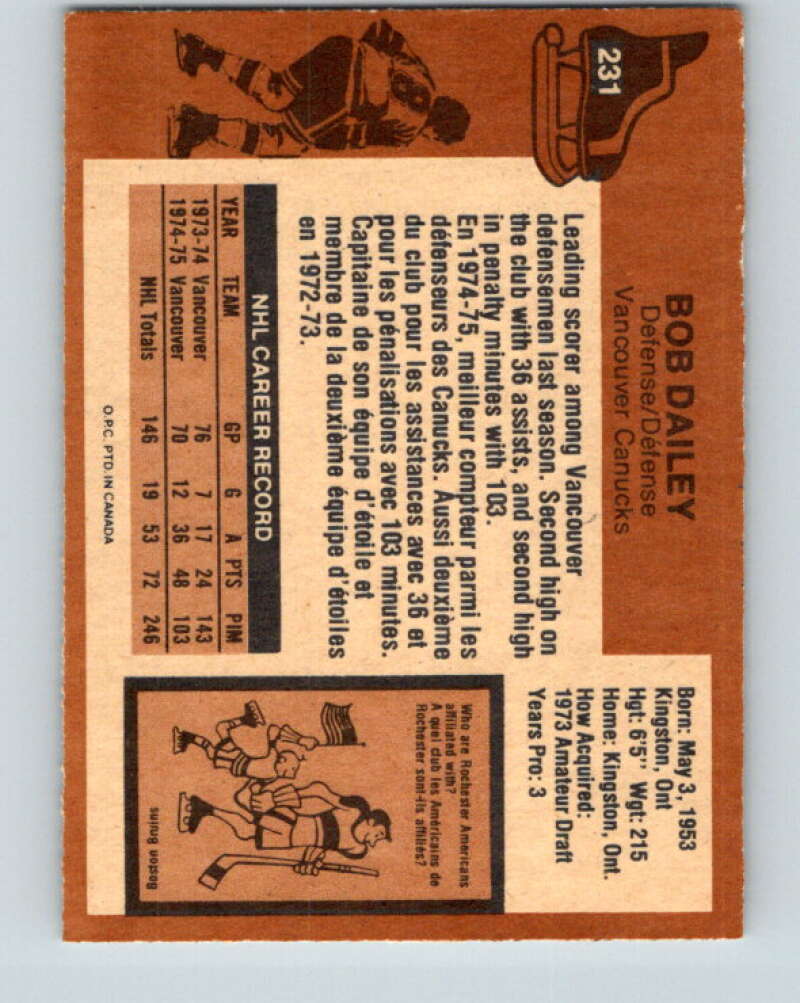 231
BOB DAILEY
Defense/Défense
Vancouver Canucks
Leading scorer among Vancouver
defensemen last season. Second high on
the club with 36 assists, and second high
in penalty minutes with 103.
En 1974-75, meilleur compteur parmi les
défenseurs des Canucks. Aussi deuxième
du club pour les assistances avec 36 et
pour les pénalisations avec 103 minutes.
Capitaine de son équipe d'étoile et
membre de la deuxième équipe d'étoiles
en 1972-73.
NHL CAREER RECORD
YEAR TEAM GP G A PTS PIM
1973-74 Vancouver 76 7 17 24 143
1974-75 Vancouver 70 12 36 48 103
NHL Totals 146 19 53 72 246
O.P.C. PTD. IN CANADA
Born: May 3, 1953
Kingston, Ont
Hgt: 6'5" Wgt: 215
Home: Kingston, Ont.
How Acquired:
1973 Amateur Draft
Years Pro: 3
Who are Rochester Americans
affiliated with?
A quel club les Américains de
Rochester sont-ils affiliés?
Boston Bruins
8